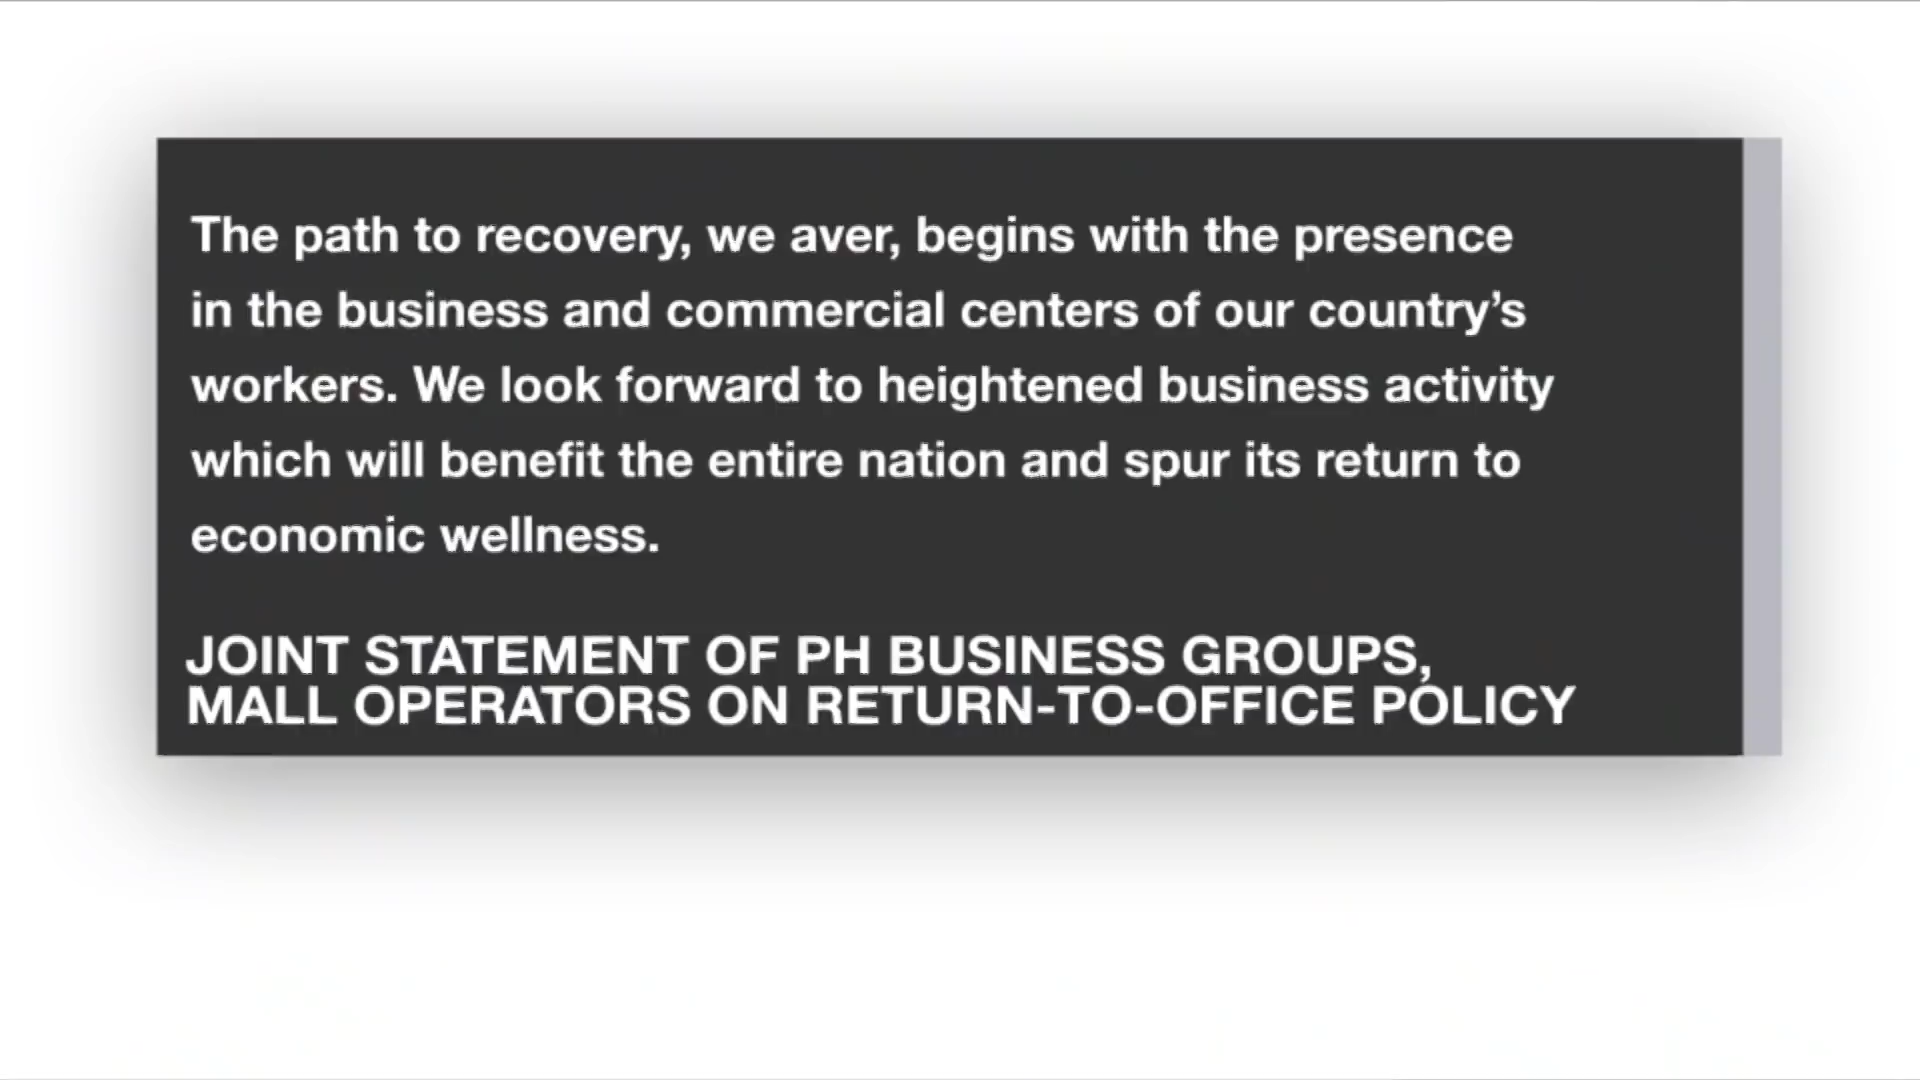 The path to recovery, we aver, begins with the presence
in the business and commercial centers of our country’s
workers. We look forward to heightened business activity
which will benefit the entire nation and spur its return to
economic wellness.
JOINT STATEMENT OF PH BUSINESS GROUPS,
MALL OPERATORS ON RETURN-TO-OFFICE POLICY